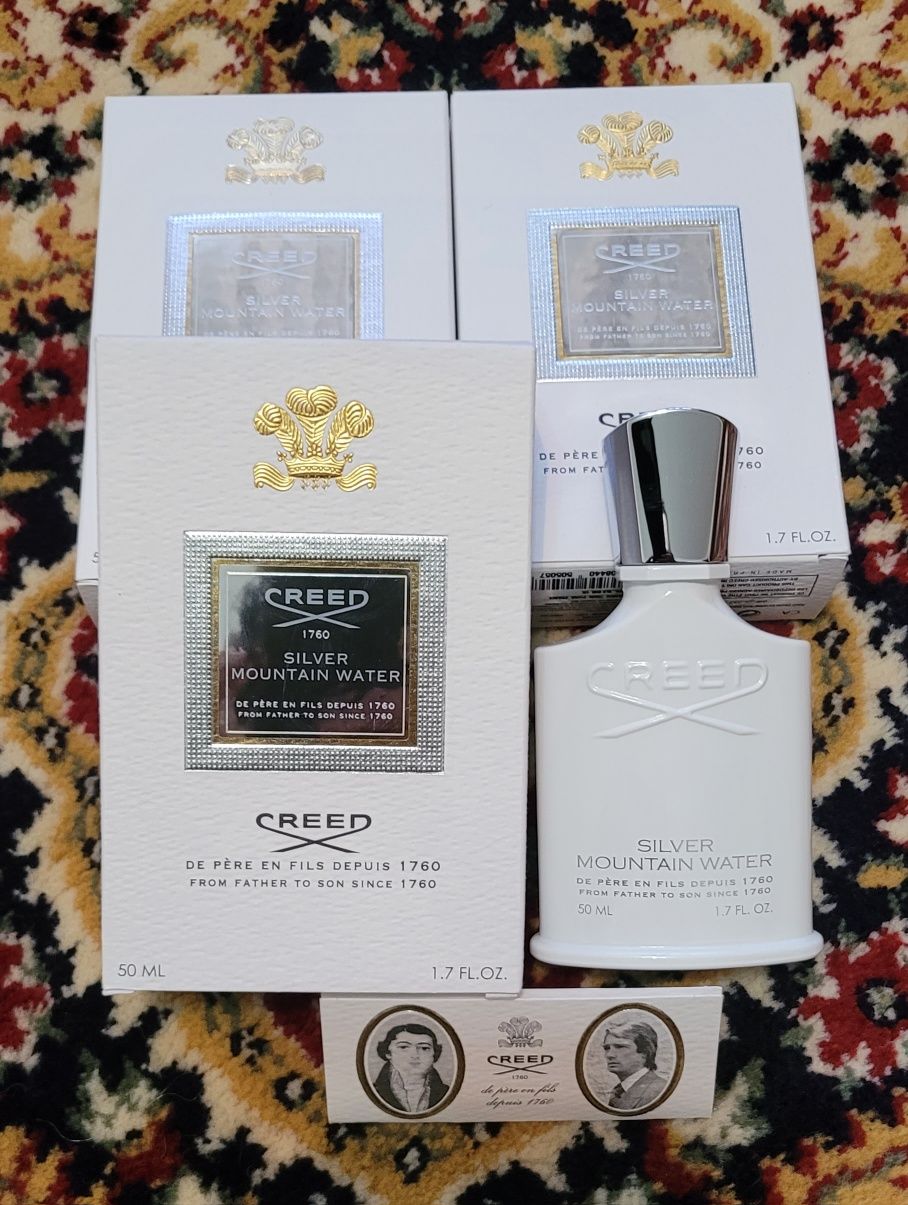 CREED
1760
SILVER
MOUNTAIN WATER
DE PÈRE EN FILS DEPUIS 1760
CREED
1760
SILVER
MOUNTAIN WATER
DE PÈRE EN FILS DEPUIS 1760
FROM FATHER TO SON SINCE 1760
DE PÈRE
760
FROM
760
1.7 FL.OZ.
CREED
1760
SILVER
MOUNTAIN WATER
DE PÈRE EN FILS DEPUIS 1760
FROM FATHER TO SON SINCE 1760
CREED
DE PÈRE EN FILS DEPUIS 1760
FROM FATHER TO SON SINCE 1760
50 ML
1.7 FL.OZ.
CREED
SILVER
MOUNTAIN WATER
DE PÈRE EN FILS DEPUIS 1760
FROM FATHER TO SON SINCE 1760
50 ML
1.7 FL. OZ.
CREED
1760
de père en fils
depuis 1760